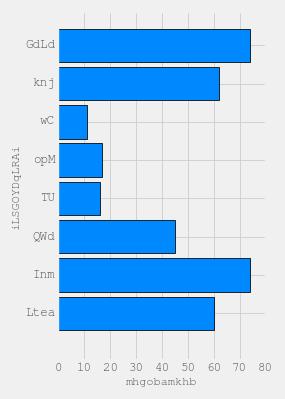 GdLd
knj
wC
opM
TU
QWd
Inm
Ltea
iLSGOYDqLRAi
0 10 20 30 40 50 60 70 80
mhgobamkhb